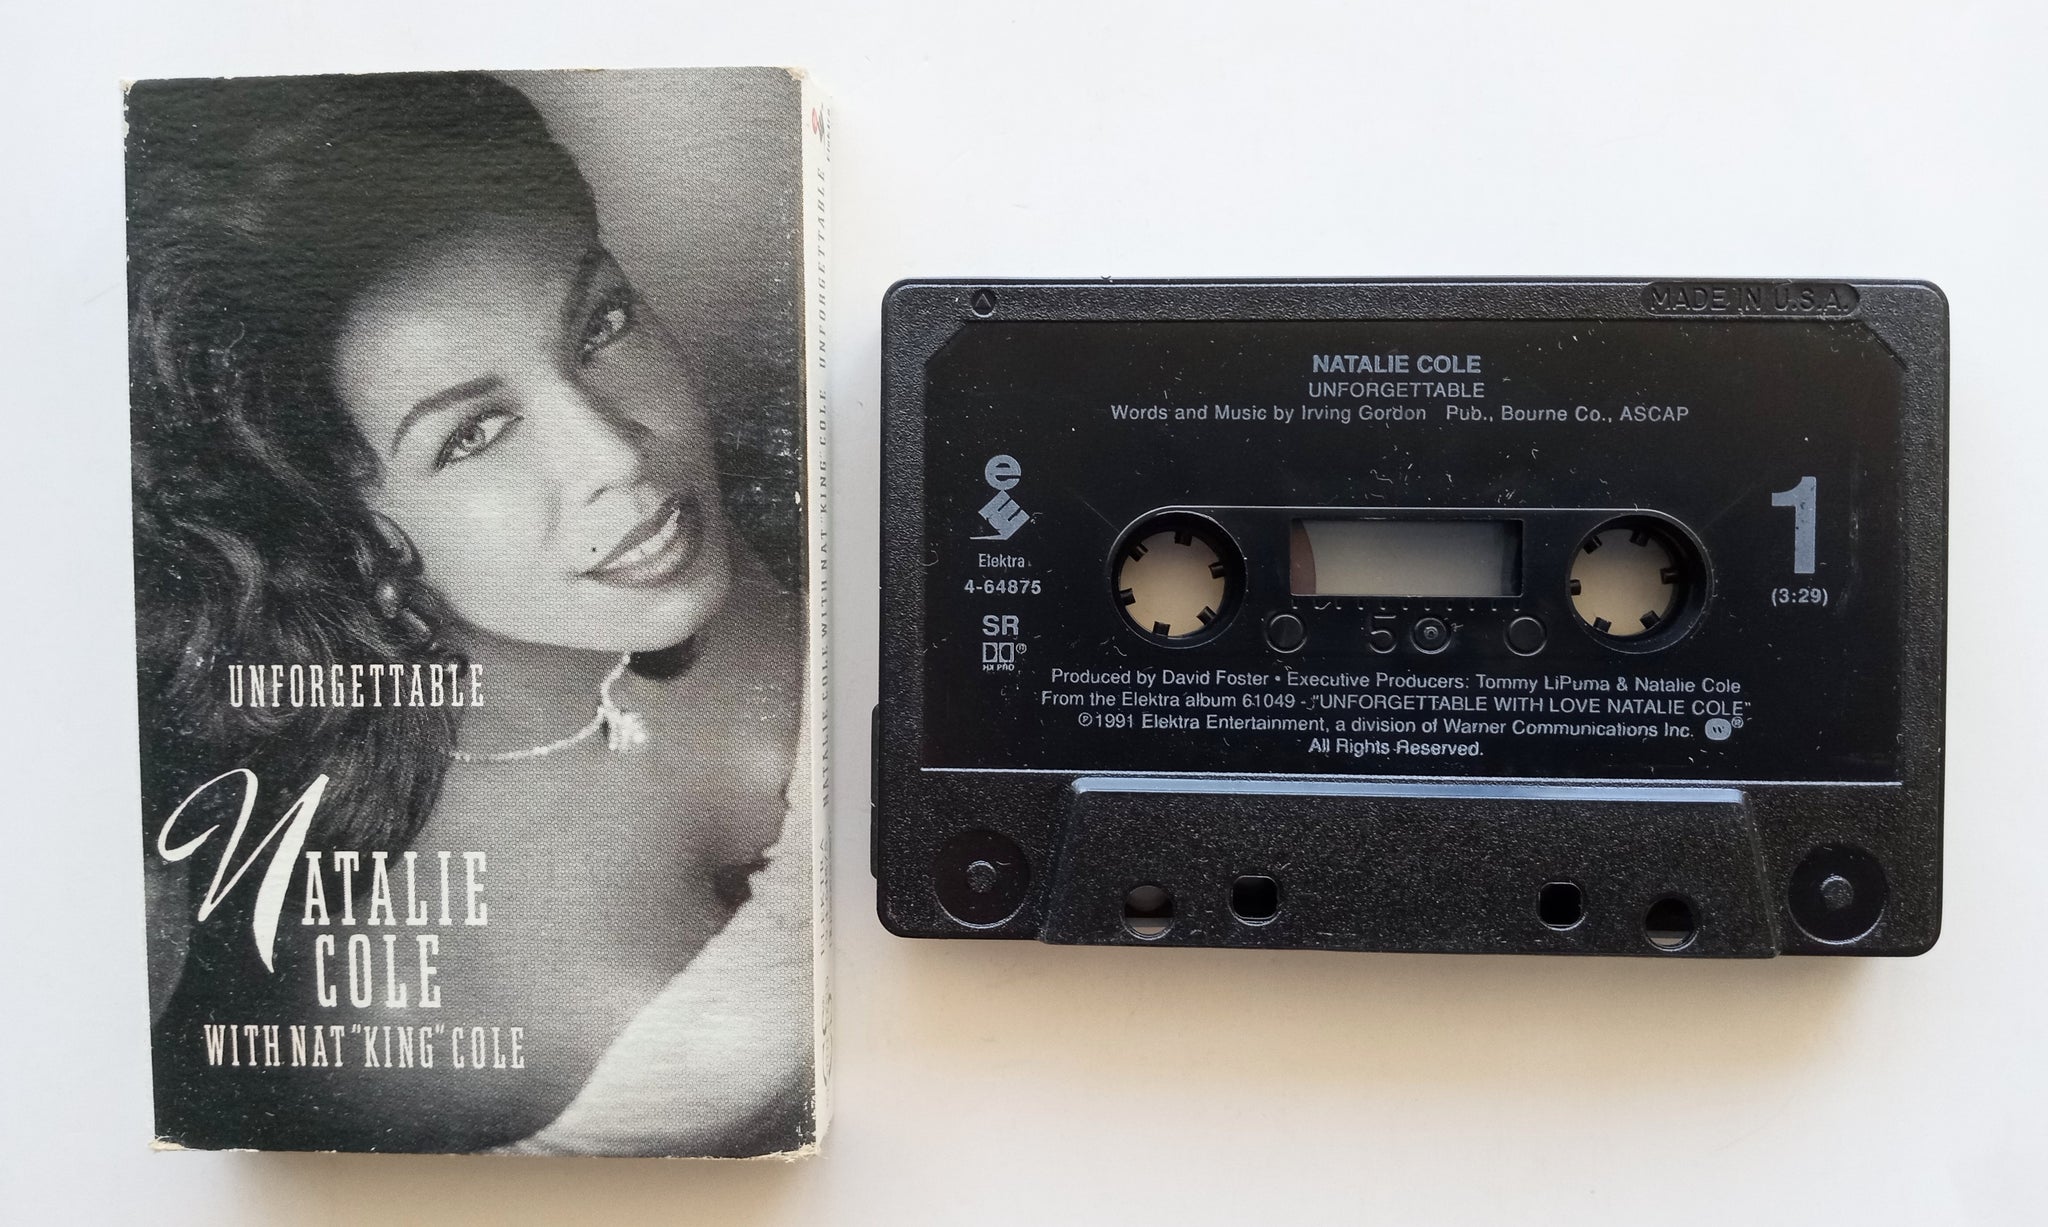 UNFORGETTABLE
NATALIE
COLE
WITH NAT "KING" COLE
NATALIE COLE WITH NAT "KING" COLE UNFORGETTABLE
MADE IN U.S.A.
NATALIE COLE
UNFORGETTABLE
Words and Music by Irving Gordon Pub., Bourne Co., ASCAP
e
Elektra
4-64875
SR
HX PRO
1
(3:29)
50
Produced by David Foster • Executive Producers: Tommy LiPuma & Natalie Cole
From the Elektra album 61049 - "UNFORGETTABLE WITH LOVE NATALIE COLE"
℗1991 Elektra Entertainment, a division of Warner Communications Inc. ®
All Rights Reserved.